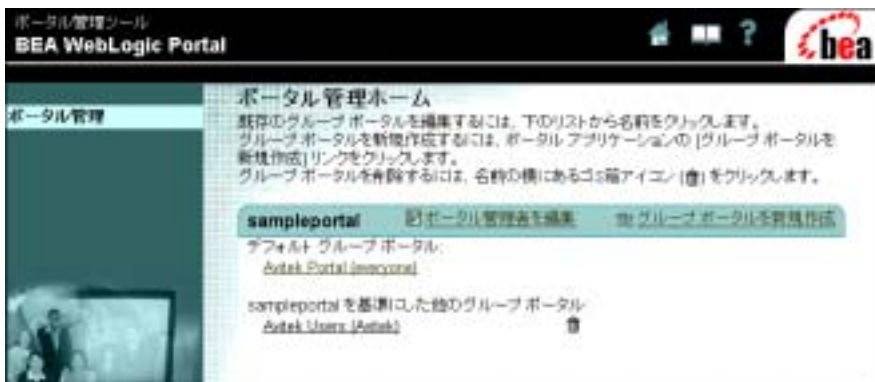 ポータル管理ツール
BEA WebLogic Portal
?
bea
ポータル管理
ポータル管理ホーム
既存のグループ ポータルを編集するには、下のリストから名前をクリックします。
グループ ポータルを新規作成するには、ポータル アプリケーションの [グループ ポータルを
新規作成] リンクをクリックします。
グループ ポータルを削除するには、名前の横にあるゴミ箱アイコン (🗑) をクリックします。
sampleportal ポータル管理者を編集 グループ ポータルを新規作成
デフォルト グループ ポータル:
Avitek Portal (everyone)
sampleportal を基準にした他のグループ ポータル
Avitek Users (Avitek)